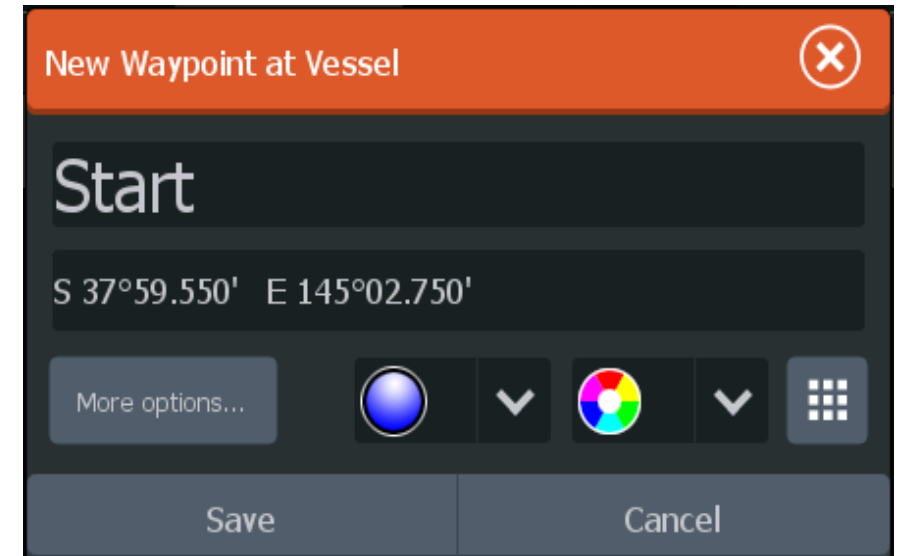 New Waypoint at Vessel
Start
S 37°59.550' E 145°02.750'
More options...
Save Cancel